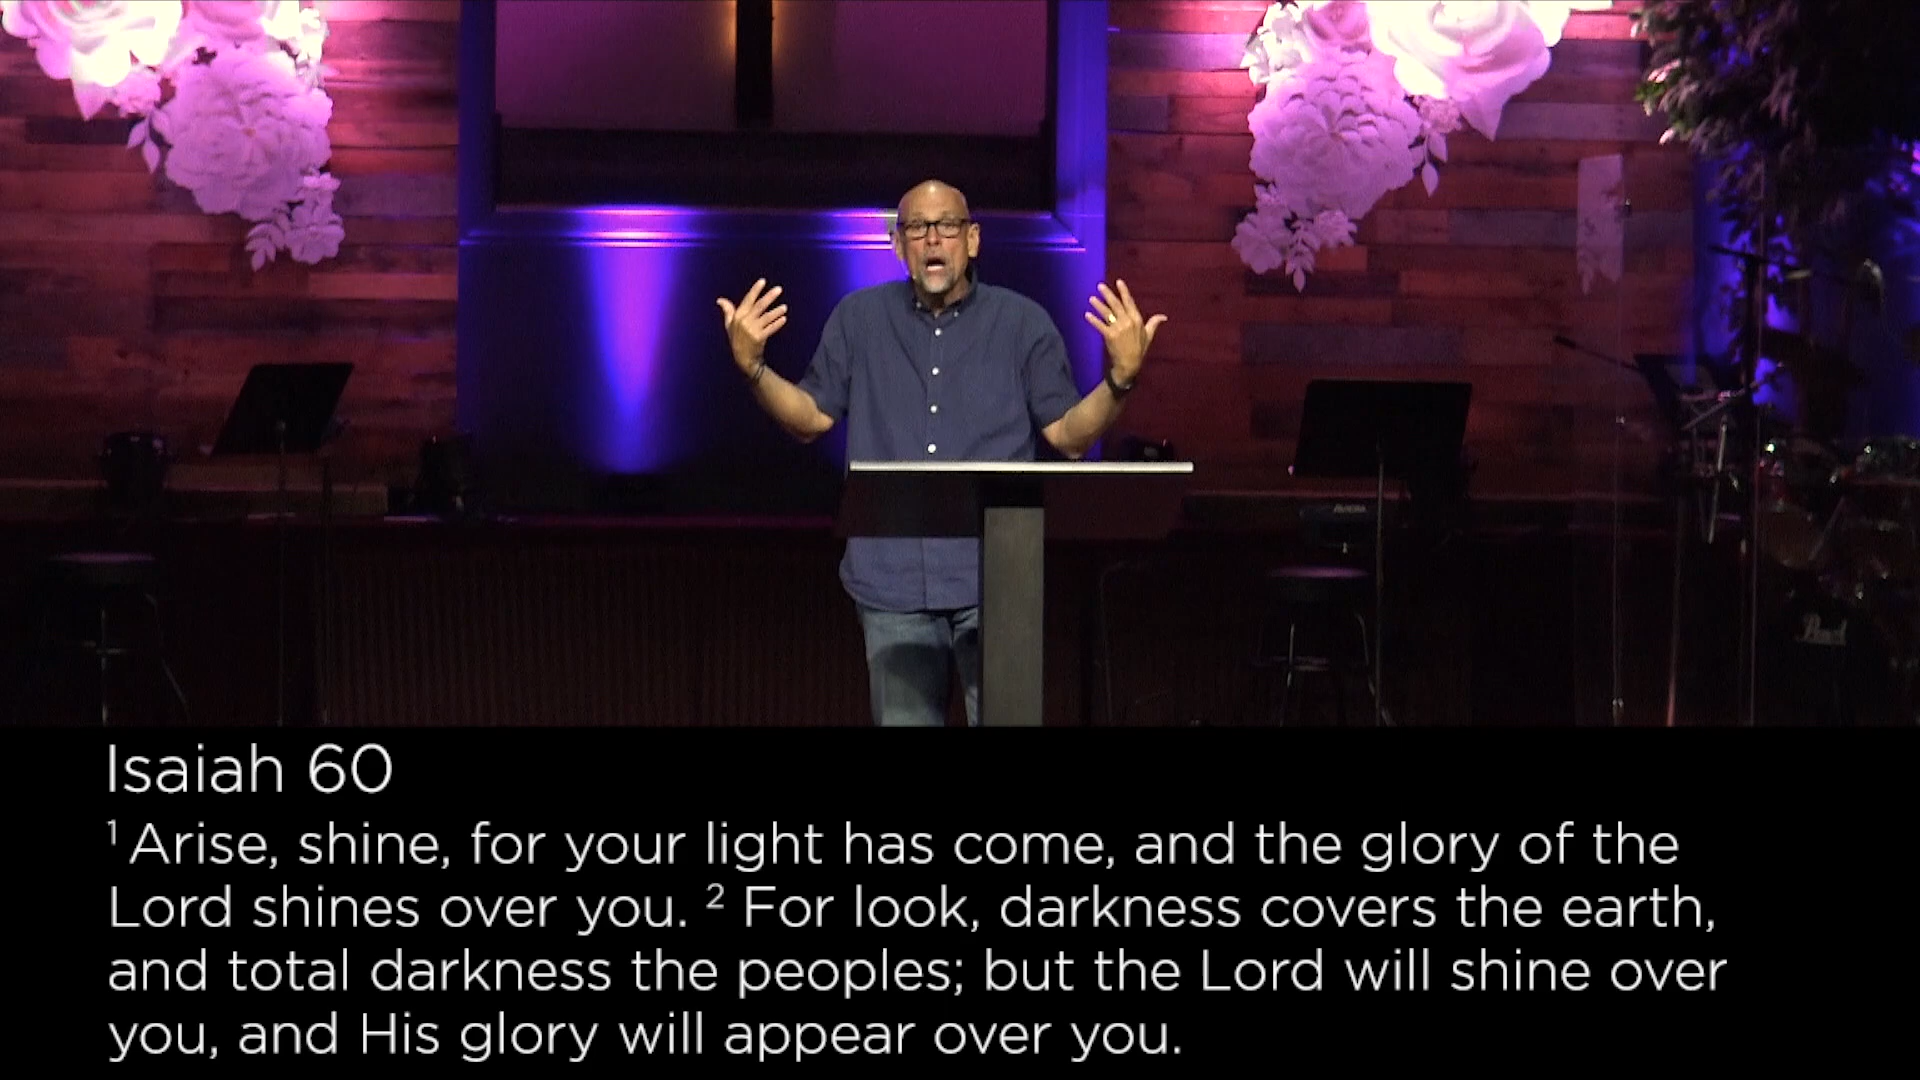 Pearl
Isaiah 60
¹ Arise, shine, for your light has come, and the glory of the
Lord shines over you. ² For look, darkness covers the earth,
and total darkness the peoples; but the Lord will shine over
you, and His glory will appear over you.